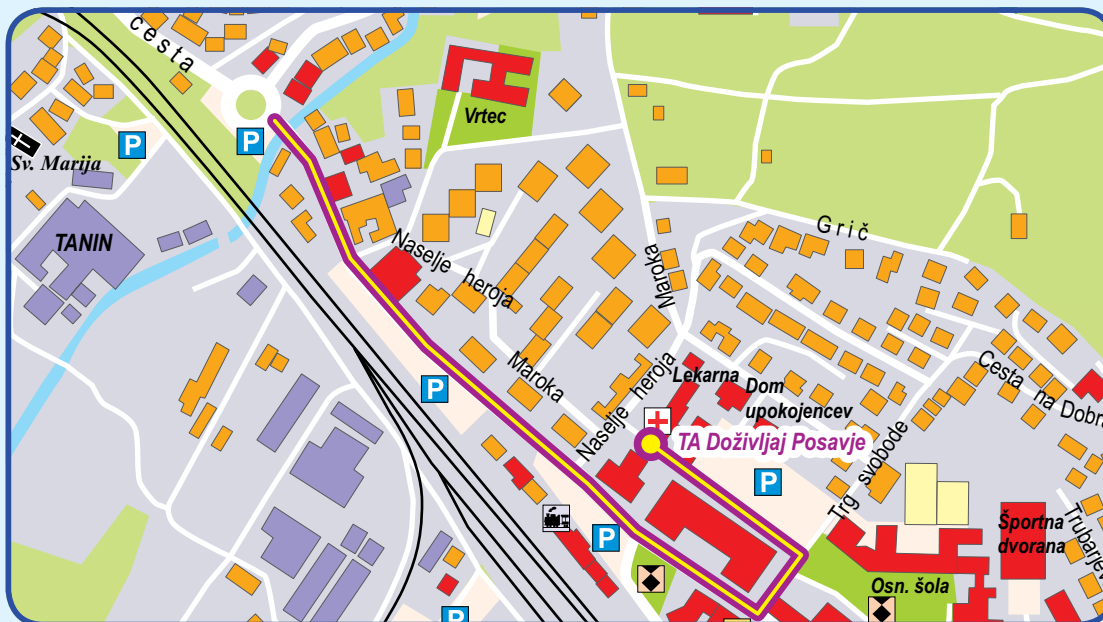 cesta
Vrtec
P
P
Sv. Marija
Grič
TANIN
Naselje heroja
Maroka
Maroka
P
Naselje heroja
Lekarna
Dom
upokojencev
Cesta na Dobr
TA Doživljaj Posavje
P
Trg svobode
P
Športna
dvorana
Trubarjev
Osn. šola
P